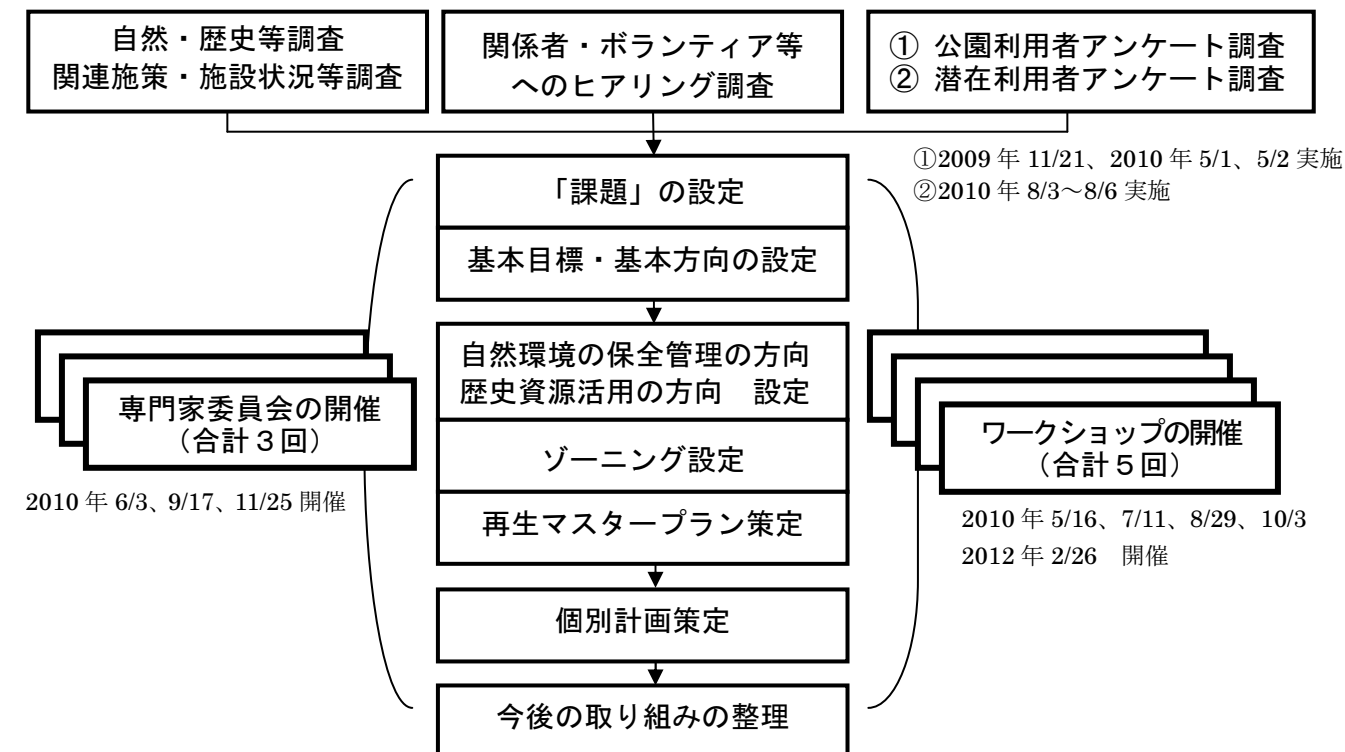 自然・歴史等調査
関連施策・施設状況等調査
関係者・ボランティア等
へのヒアリング調査
① 公園利用者アンケート調査
② 潜在利用者アンケート調査
①2009 年 11/21、2010 年 5/1、5/2 実施
②2010 年 8/3～8/6 実施
「課題」の設定
基本目標・基本方向の設定
自然環境の保全管理の方向
歴史資源活用の方向　設定
ゾーニング設定
再生マスタープラン策定
専門家委員会の開催
（合計３回）
2010 年 6/3、9/17、11/25 開催
ワークショップの開催
（合計５回）
2010 年 5/16、7/11、8/29、10/3
2012 年 2/26　開催
個別計画策定
今後の取り組みの整理